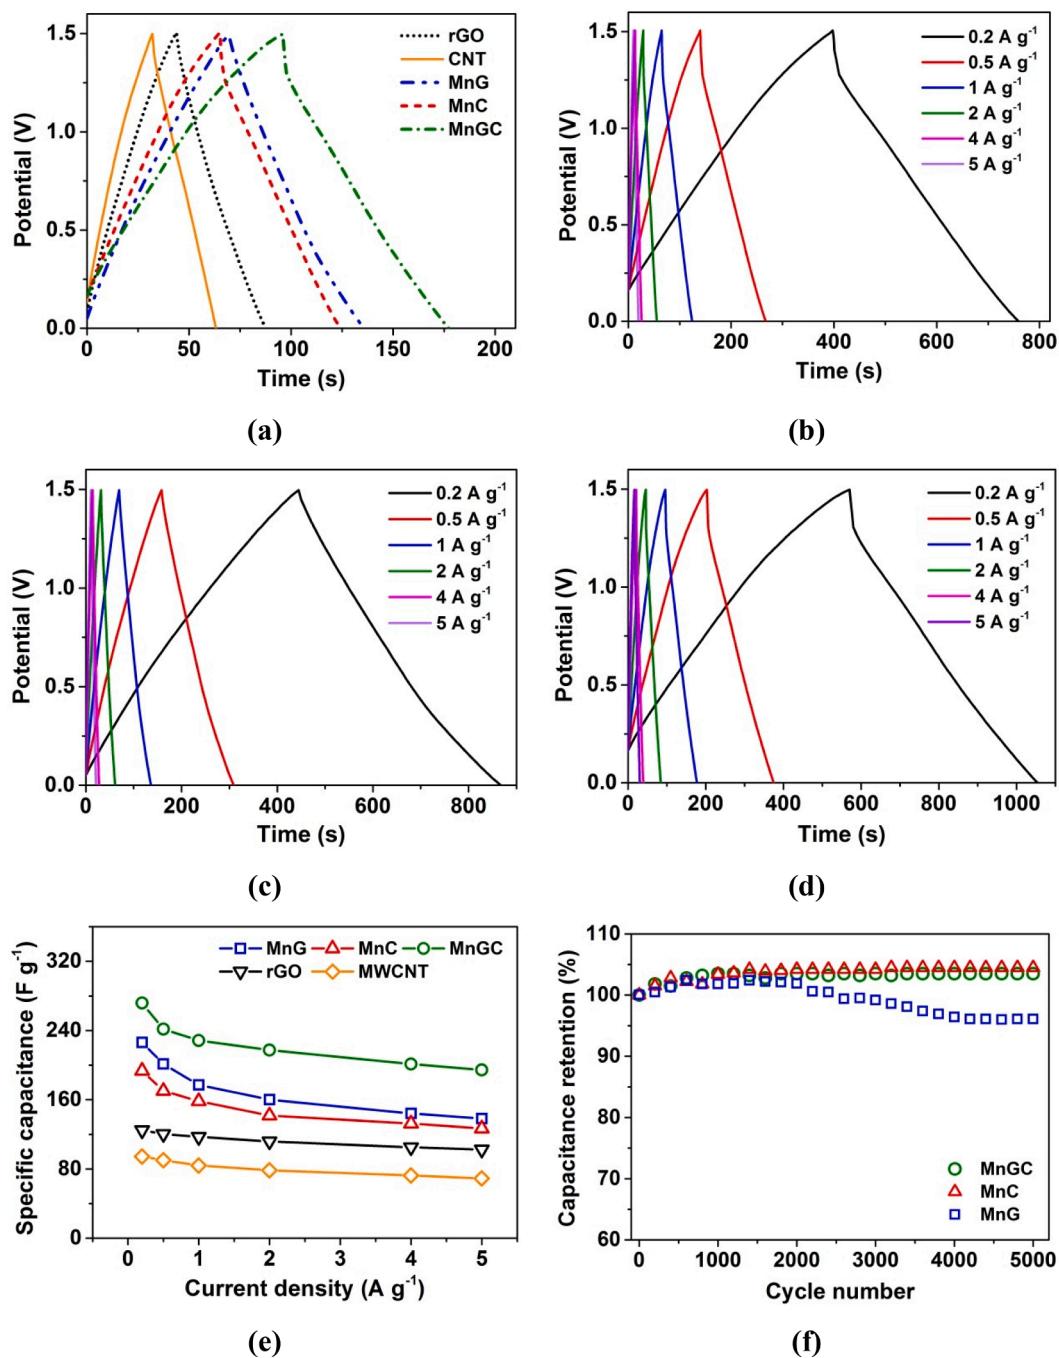 1.5
1.0
0.5
0.0
Potential (V)
rGO
CNT
MnG
MnC
MnGC
0 50 100 150 200
Time (s)
(a)
1.5
1.0
0.5
0.0
Potential (V)
0.2 A g⁻¹
0.5 A g⁻¹
1 A g⁻¹
2 A g⁻¹
4 A g⁻¹
5 A g⁻¹
0 200 400 600 800
Time (s)
(b)
1.5
1.0
0.5
0.0
Potential (V)
0.2 A g⁻¹
0.5 A g⁻¹
1 A g⁻¹
2 A g⁻¹
4 A g⁻¹
5 A g⁻¹
0 200 400 600 800
Time (s)
(c)
1.5
1.0
0.5
0.0
Potential (V)
0.2 A g⁻¹
0.5 A g⁻¹
1 A g⁻¹
2 A g⁻¹
4 A g⁻¹
5 A g⁻¹
0 200 400 600 800 1000
Time (s)
(d)
320
240
160
80
0
Specific capacitance (F g⁻¹)
MnG MnC MnGC
rGO MWCNT
0 1 2 3 4 5
Current density (A g⁻¹)
(e)
110
100
90
80
70
60
Capacitance retention (%)
MnGC
MnC
MnG
0 1000 2000 3000 4000 5000
Cycle number
(f)